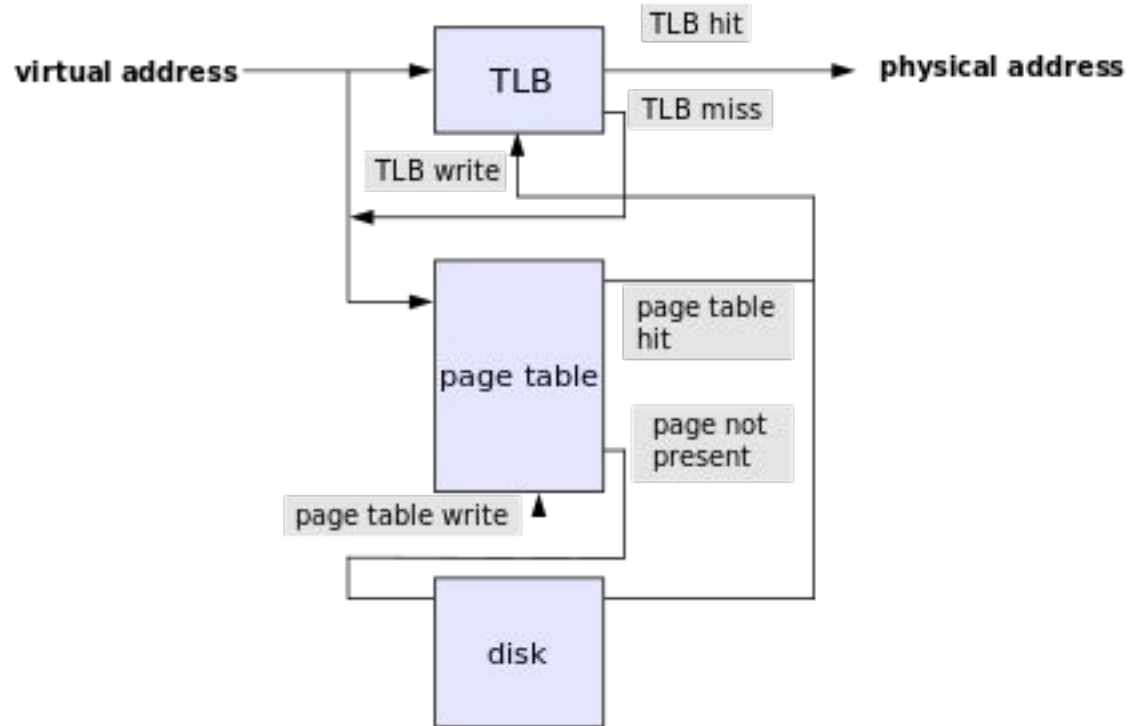 TLB hit
virtual address
TLB
physical address
TLB miss
TLB write
page table
hit
page table
page not
present
page table write
disk